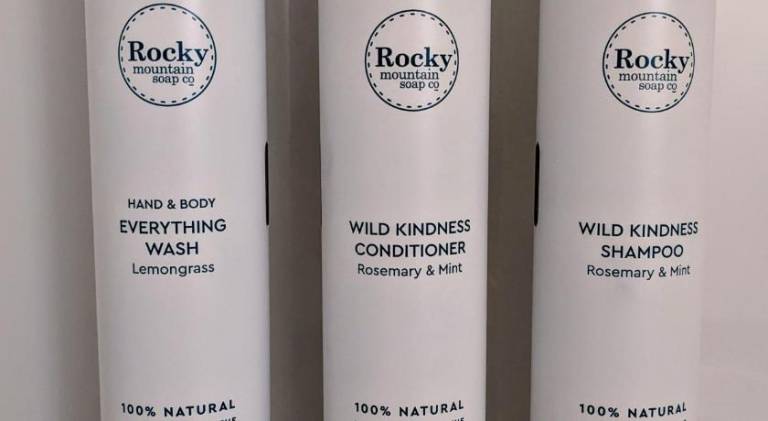 Rocky
mountain
soap co
HAND & BODY
EVERYTHING
WASH
Lemongrass
100% NATURAL
Rocky
mountain
soap co
WILD KINDNESS
CONDITIONER
Rosemary & Mint
100% NATURAL
Rocky
mountain
soap co
WILD KINDNESS
SHAMPOO
Rosemary & Mint
100% NATURAL